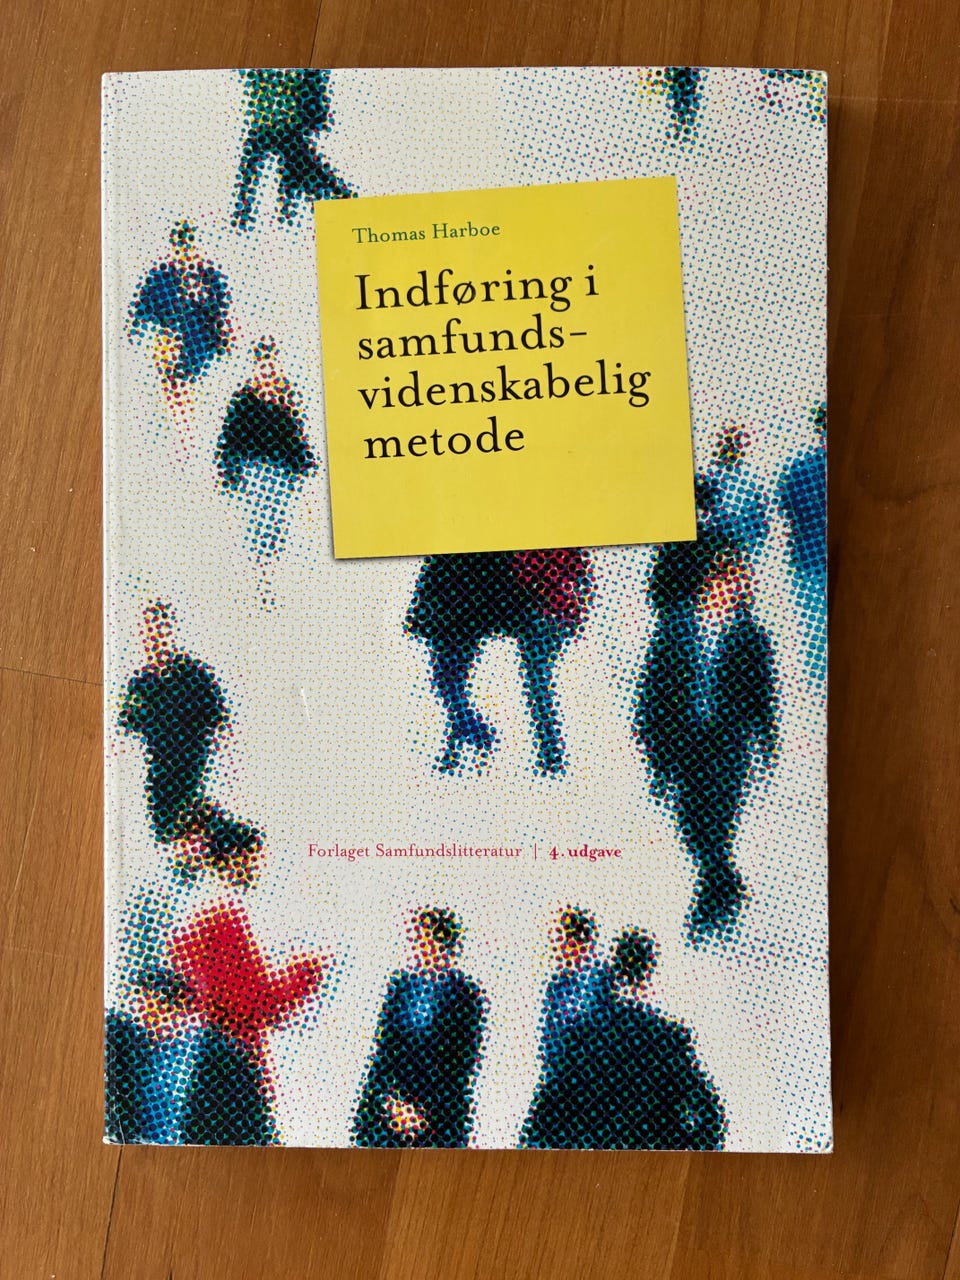 Thomas Harboe
Indføring i
samfunds-
videnskabelig
metode
Forlaget Samfundslitteratur | 4. udgave